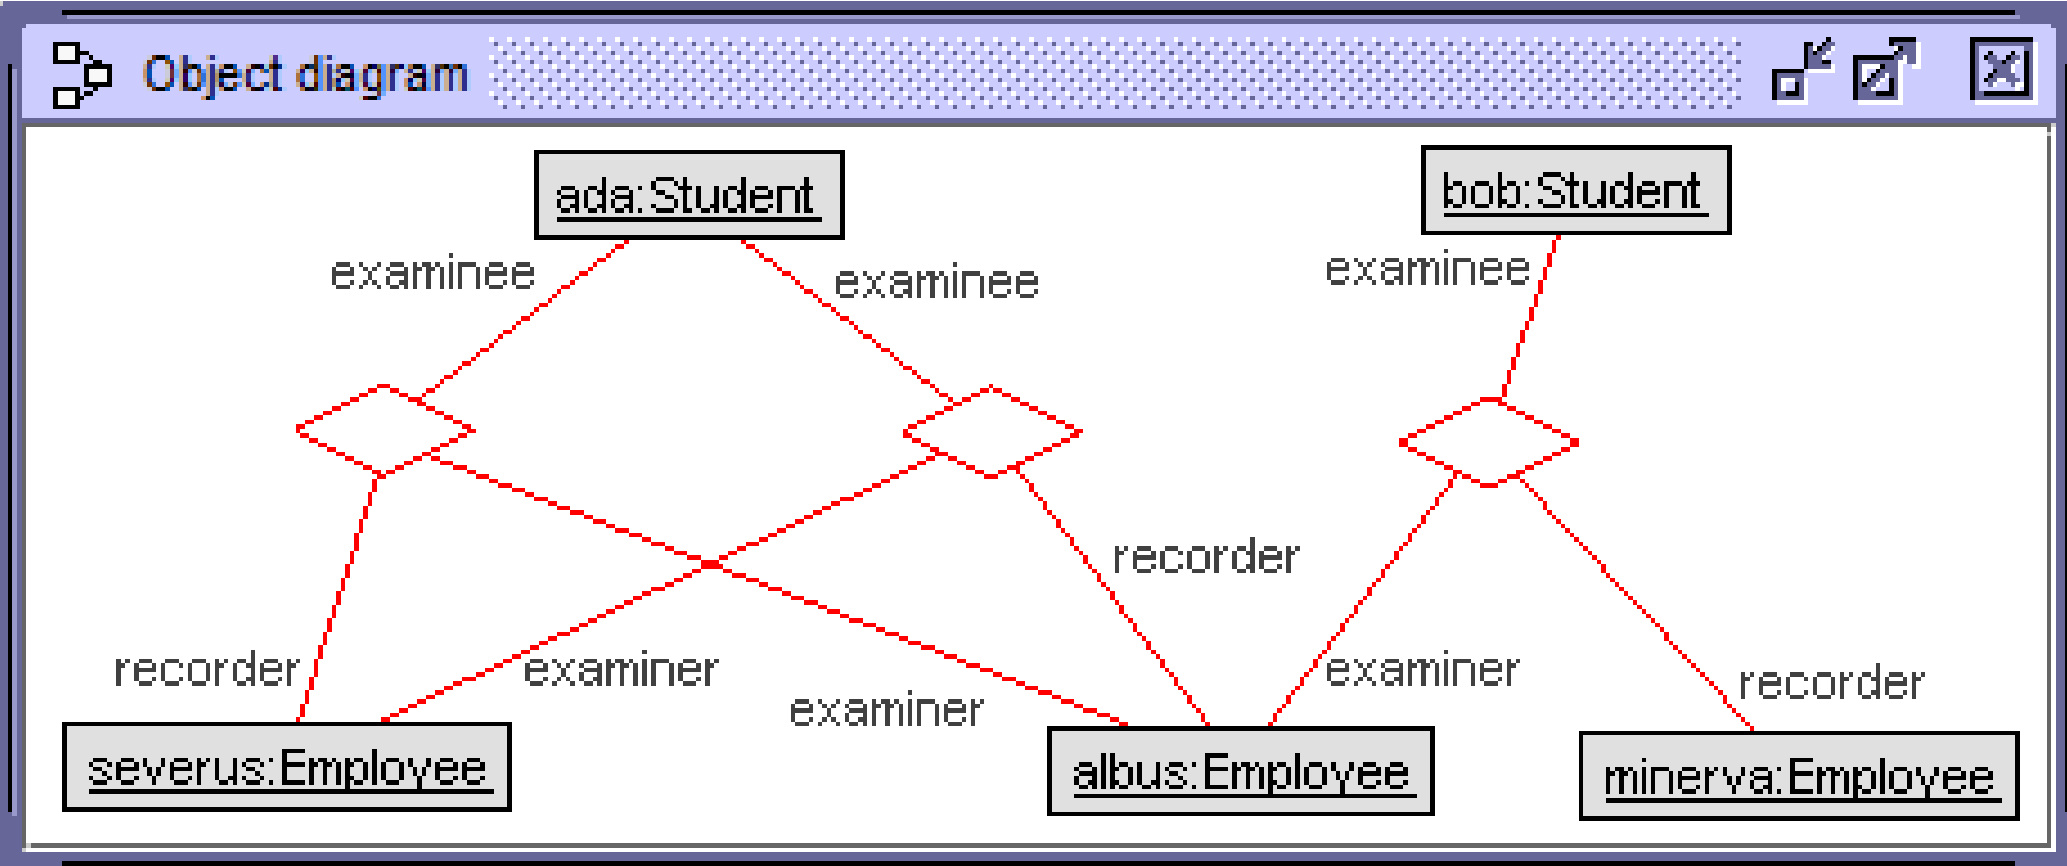 Object diagram
ada:Student
bob:Student
examinee
examinee
examinee
recorder
recorder
examiner
examiner
examiner
recorder
severus:Employee
albus:Employee
minerva:Employee